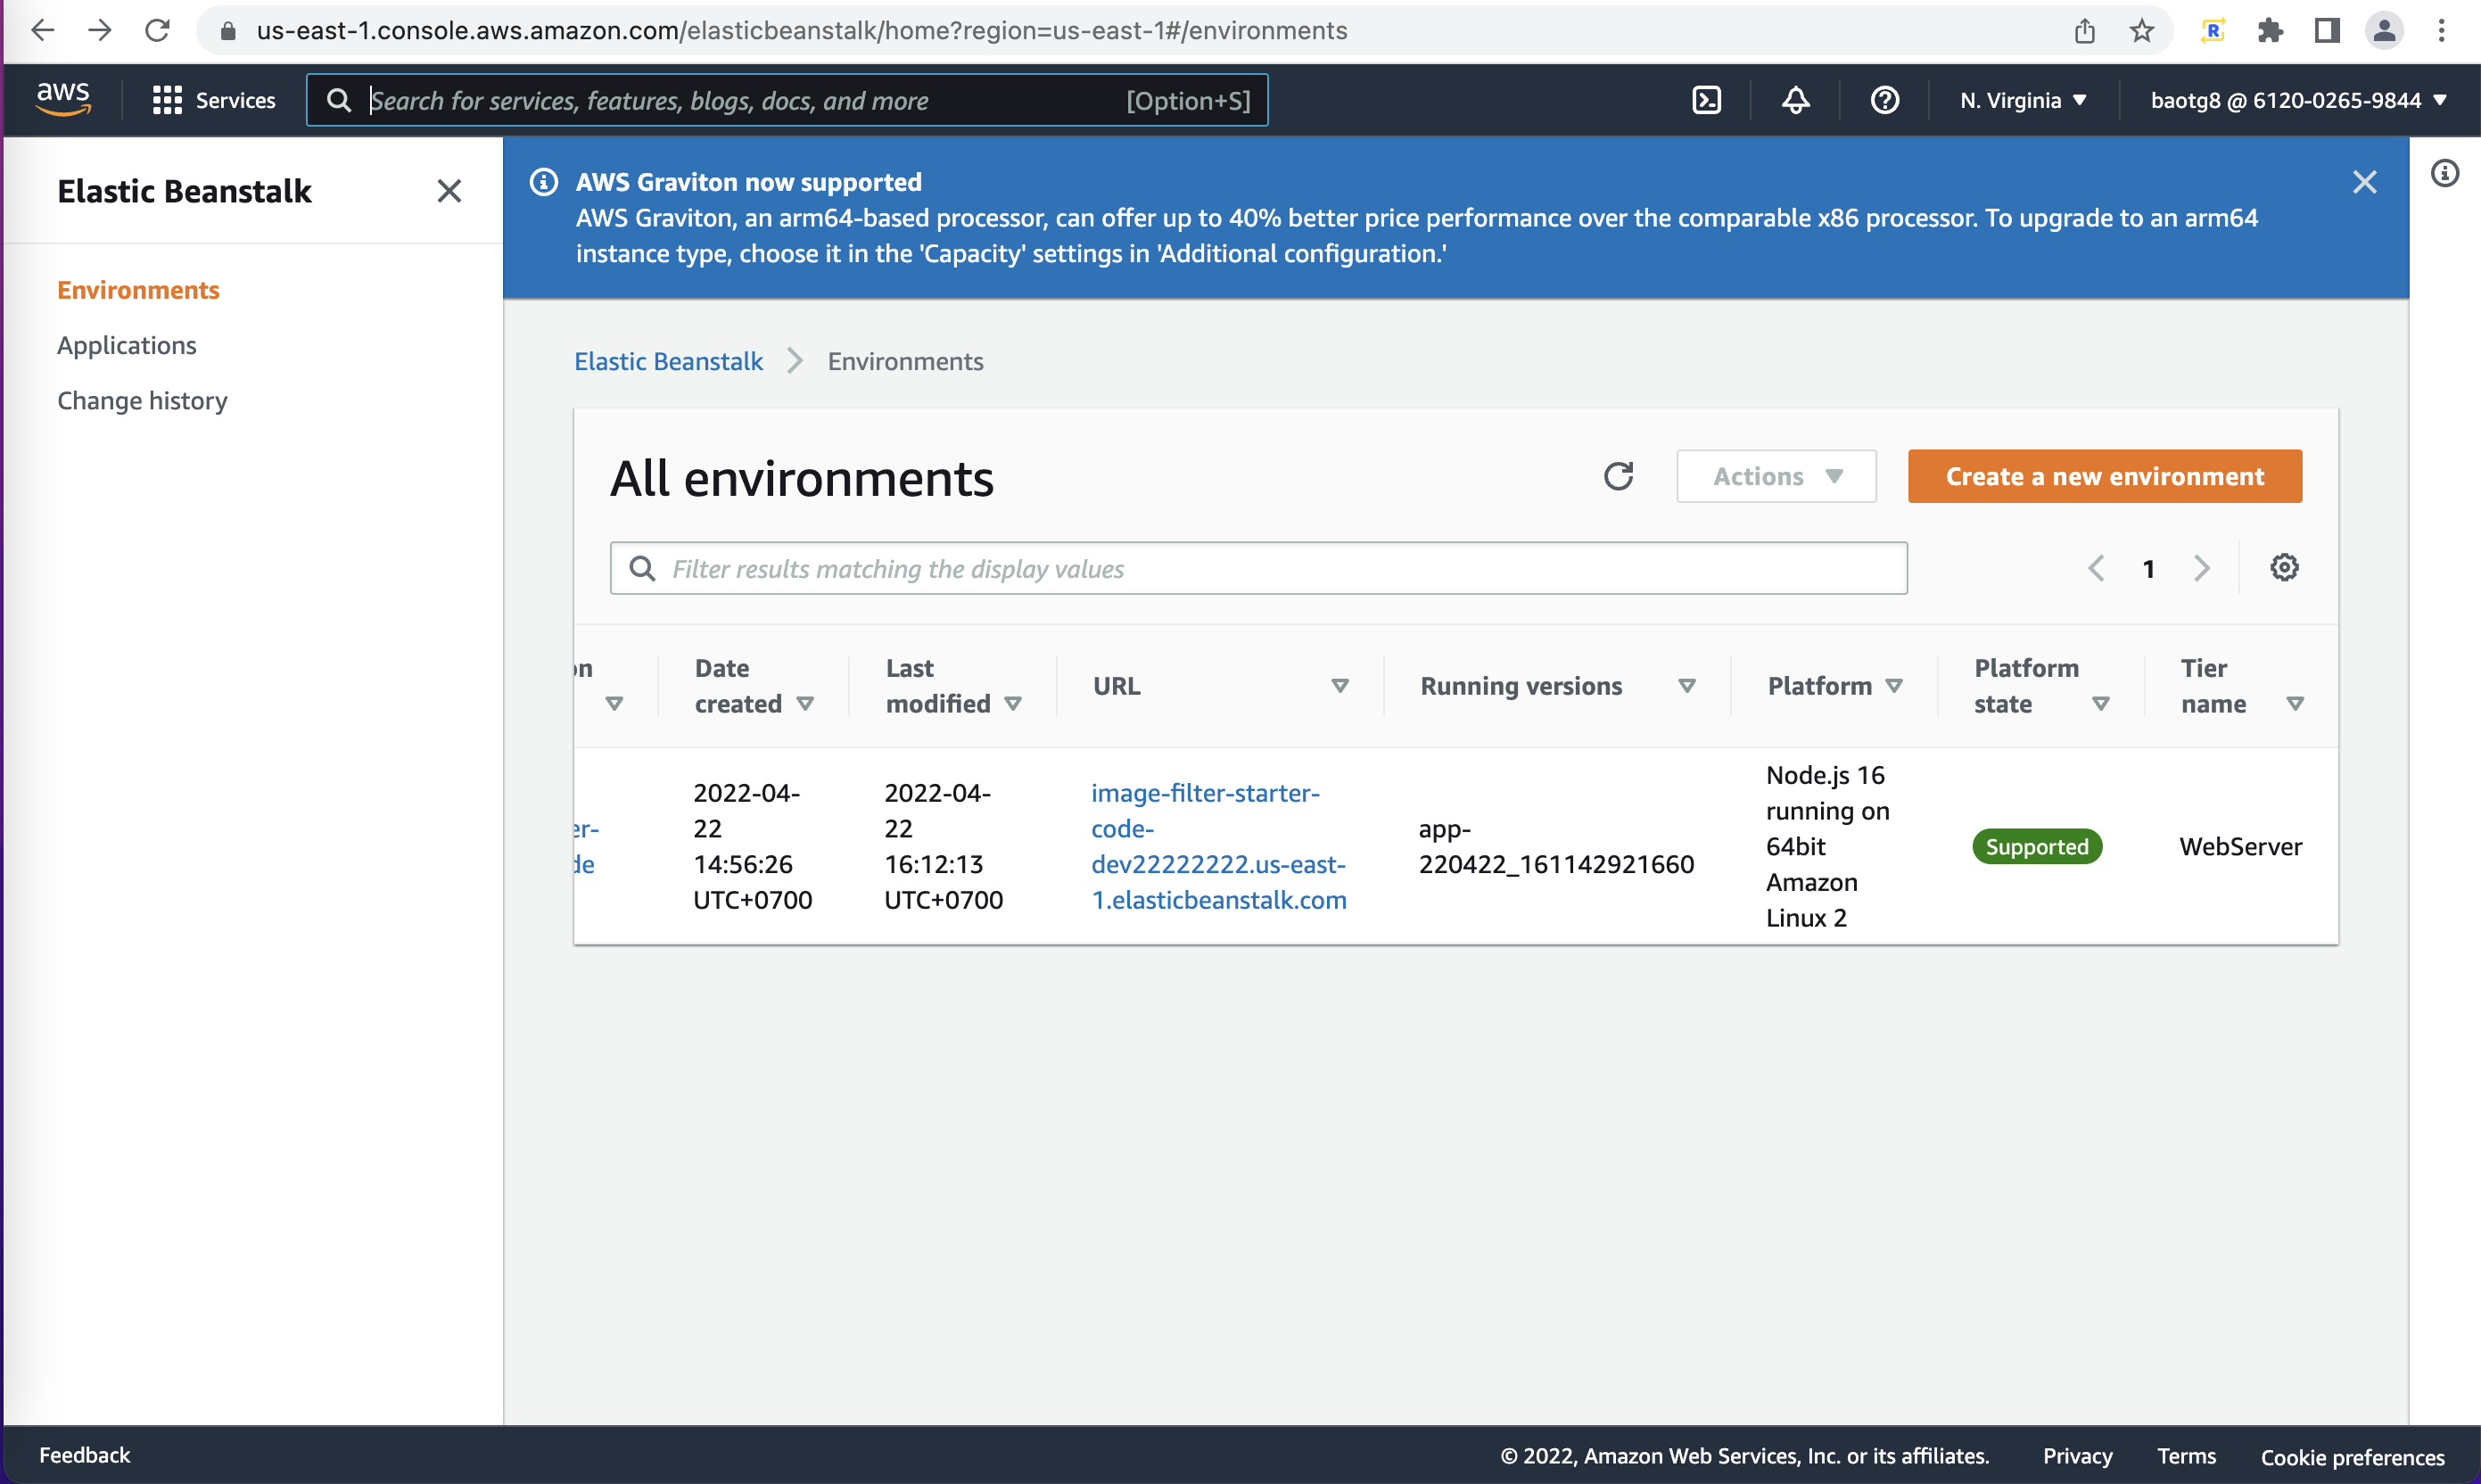 us-east-1.console.aws.amazon.com/elasticbeanstalk/home?region=us-east-1#/environments
R
aws
Services
Search for services, features, blogs, docs, and more
[Option+S]
N. Virginia
baotg8 @ 6120-0265-9844
Elastic Beanstalk
Environments
Applications
Change history
AWS Graviton now supported
AWS Graviton, an arm64-based processor, can offer up to 40% better price performance over the comparable x86 processor. To upgrade to an arm64
instance type, choose it in the 'Capacity' settings in 'Additional configuration.'
Elastic Beanstalk
Environments
All environments
Actions
Create a new environment
Filter results matching the display values
1
on
Date
created
Last
modified
URL
Running versions
Platform
Platform
state
Tier
name
er-
de
2022-04-
22
14:56:26
UTC+0700
2022-04-
22
16:12:13
UTC+0700
image-filter-starter-
code-
dev22222222.us-east-
1.elasticbeanstalk.com
app-
220422_161142921660
Node.js 16
running on
64bit
Amazon
Linux 2
Supported
WebServer
Feedback
© 2022, Amazon Web Services, Inc. or its affiliates.
Privacy
Terms
Cookie preferences